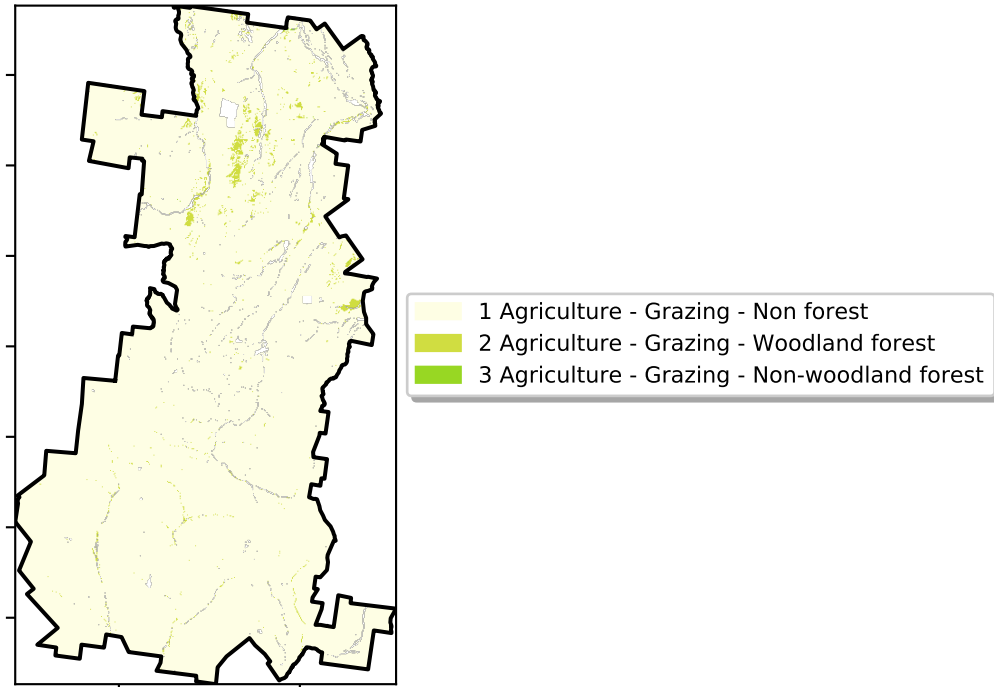 1 Agriculture - Grazing - Non forest
2 Agriculture - Grazing - Woodland forest
3 Agriculture - Grazing - Non-woodland forest